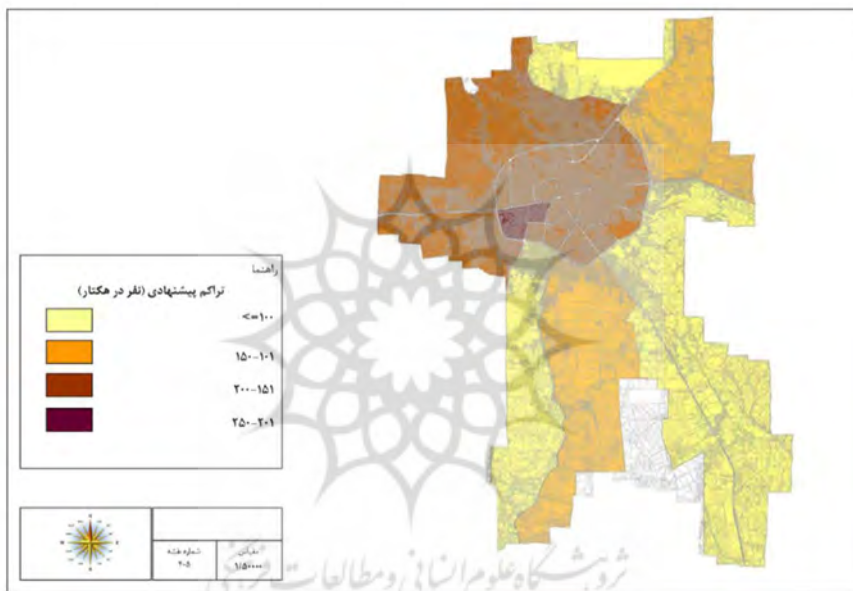 راهنما
تراکم پیشنهادی (نفر در هکتار)
<=۱۰۰
۱۵۰-۱۰۱
۲۰۰-۱۵۱
۲۵۰-۲۰۱
مقیاس
۱/۵۰۰۰۰
شماره نقشه
۲-۵
پژوهشگاه علوم انسانی و مطالعات فرهنگی